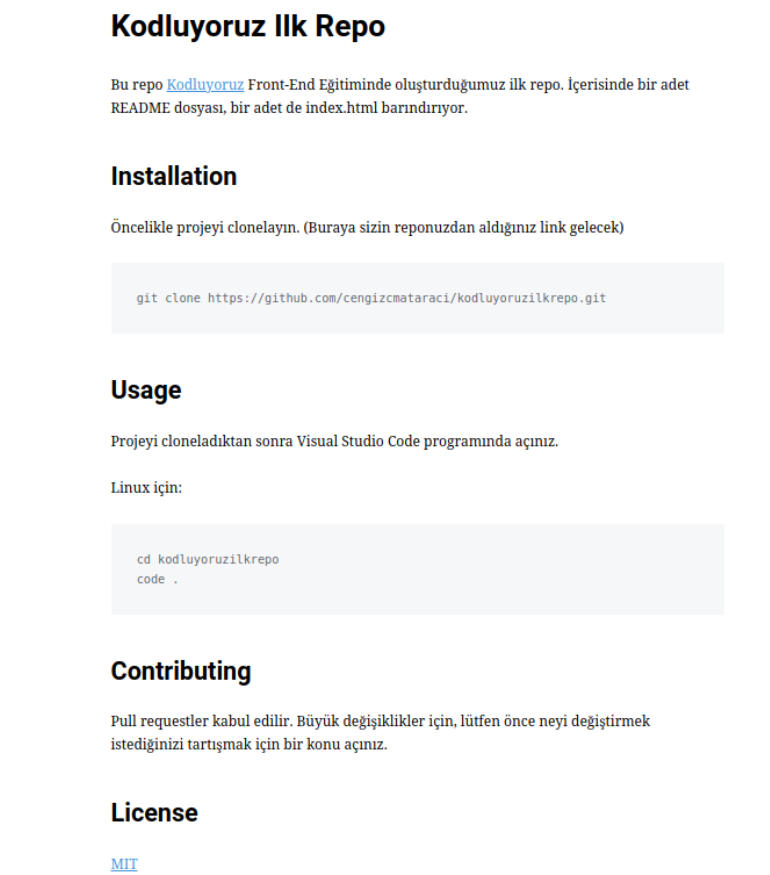 Kodluyoruz Ilk Repo
Bu repo Kodluyoruz Front-End Eğitiminde oluşturduğumuz ilk repo. İçerisinde bir adet
README dosyası, bir adet de index.html barındırıyor.
Installation
Öncelikle projeyi clonelayın. (Buraya sizin reponuzdan aldığınız link gelecek)
git clone https://github.com/cengizcmataraci/kodluyoruzilkrepo.git
Usage
Projeyi cloneladıktan sonra Visual Studio Code programında açınız.
Linux için:
cd kodluyoruzilkrepo
code .
Contributing
Pull requestler kabul edilir. Büyük değişiklikler için, lütfen önce neyi değiştirmek
istediğinizi tartışmak için bir konu açınız.
License
MIT